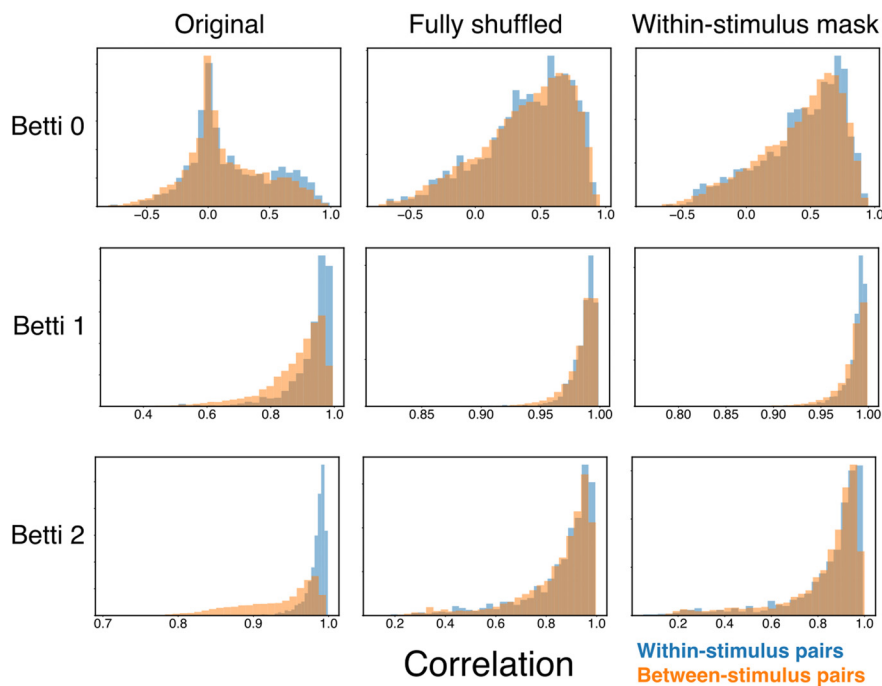 Original Fully shuffled Within-stimulus mask
Betti 0
−0.5 0.0 0.5 1.0 −0.5 0.0 0.5 1.0 −0.5 0.0 0.5 1.0
Betti 1
0.4 0.6 0.8 1.0 0.85 0.90 0.95 1.00 0.80 0.85 0.90 0.95 1.00
Betti 2
0.7 0.8 0.9 1.0 0.2 0.4 0.6 0.8 1.0 0.2 0.4 0.6 0.8 1.0
Correlation
Within-stimulus pairs
Between-stimulus pairs